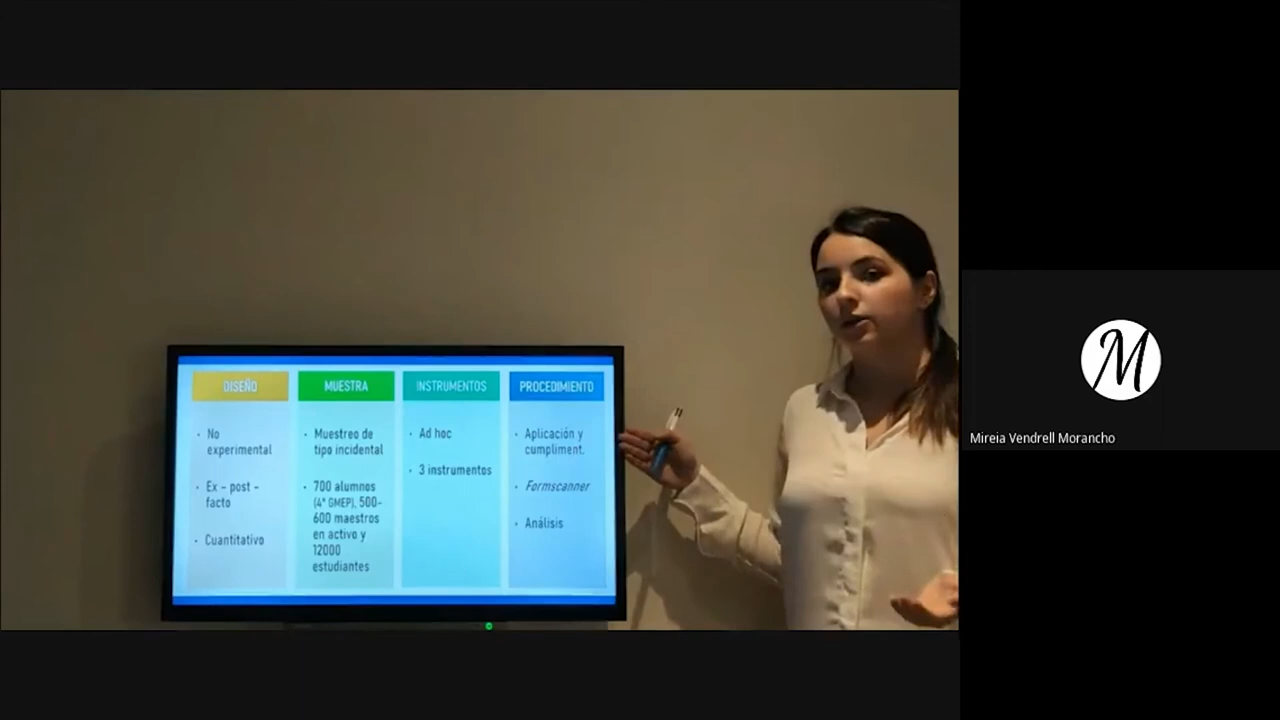 DISEÑO
No
experimental
Ex - post -
facto
Cuantitativo
MUESTRA
Muestreo de
tipo incidental
700 alumnos
(4º GMEP), 500-
600 maestros
en activo y
12000
estudiantes
INSTRUMENTOS
Ad hoc
3 instrumentos
PROCEDIMIENTO
Aplicación y
cumpliment.
Formscanner
Análisis
M
Mireia Vendrell Morancho